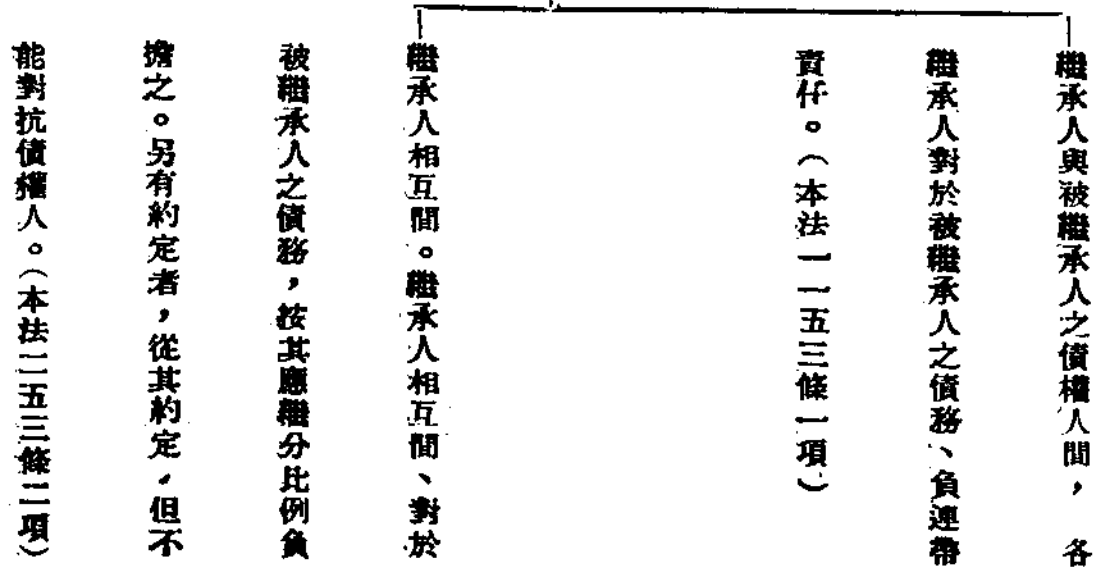 繼承人與被繼承人之債權人間，各
繼承人對於被繼承人之債務、負連帶
責任。（本法一一五三條一項）
繼承人相互間。繼承人相互間、對於
被繼承人之債務，按其應繼分比例負
擔之。另有約定者，從其約定，但不
能對抗債權人。（本法一一五三條二項）